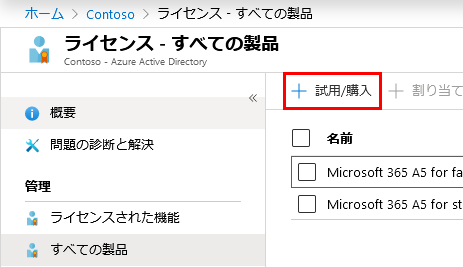 ホーム > Contoso > ライセンス - すべての製品
ライセンス - すべての製品
Contoso - Azure Active Directory
«
+ 試用/購入 + 割り当て
概要
問題の診断と解決
名前
管理
Microsoft 365 A5 for fa
ライセンスされた機能
Microsoft 365 A5 for st
すべての製品